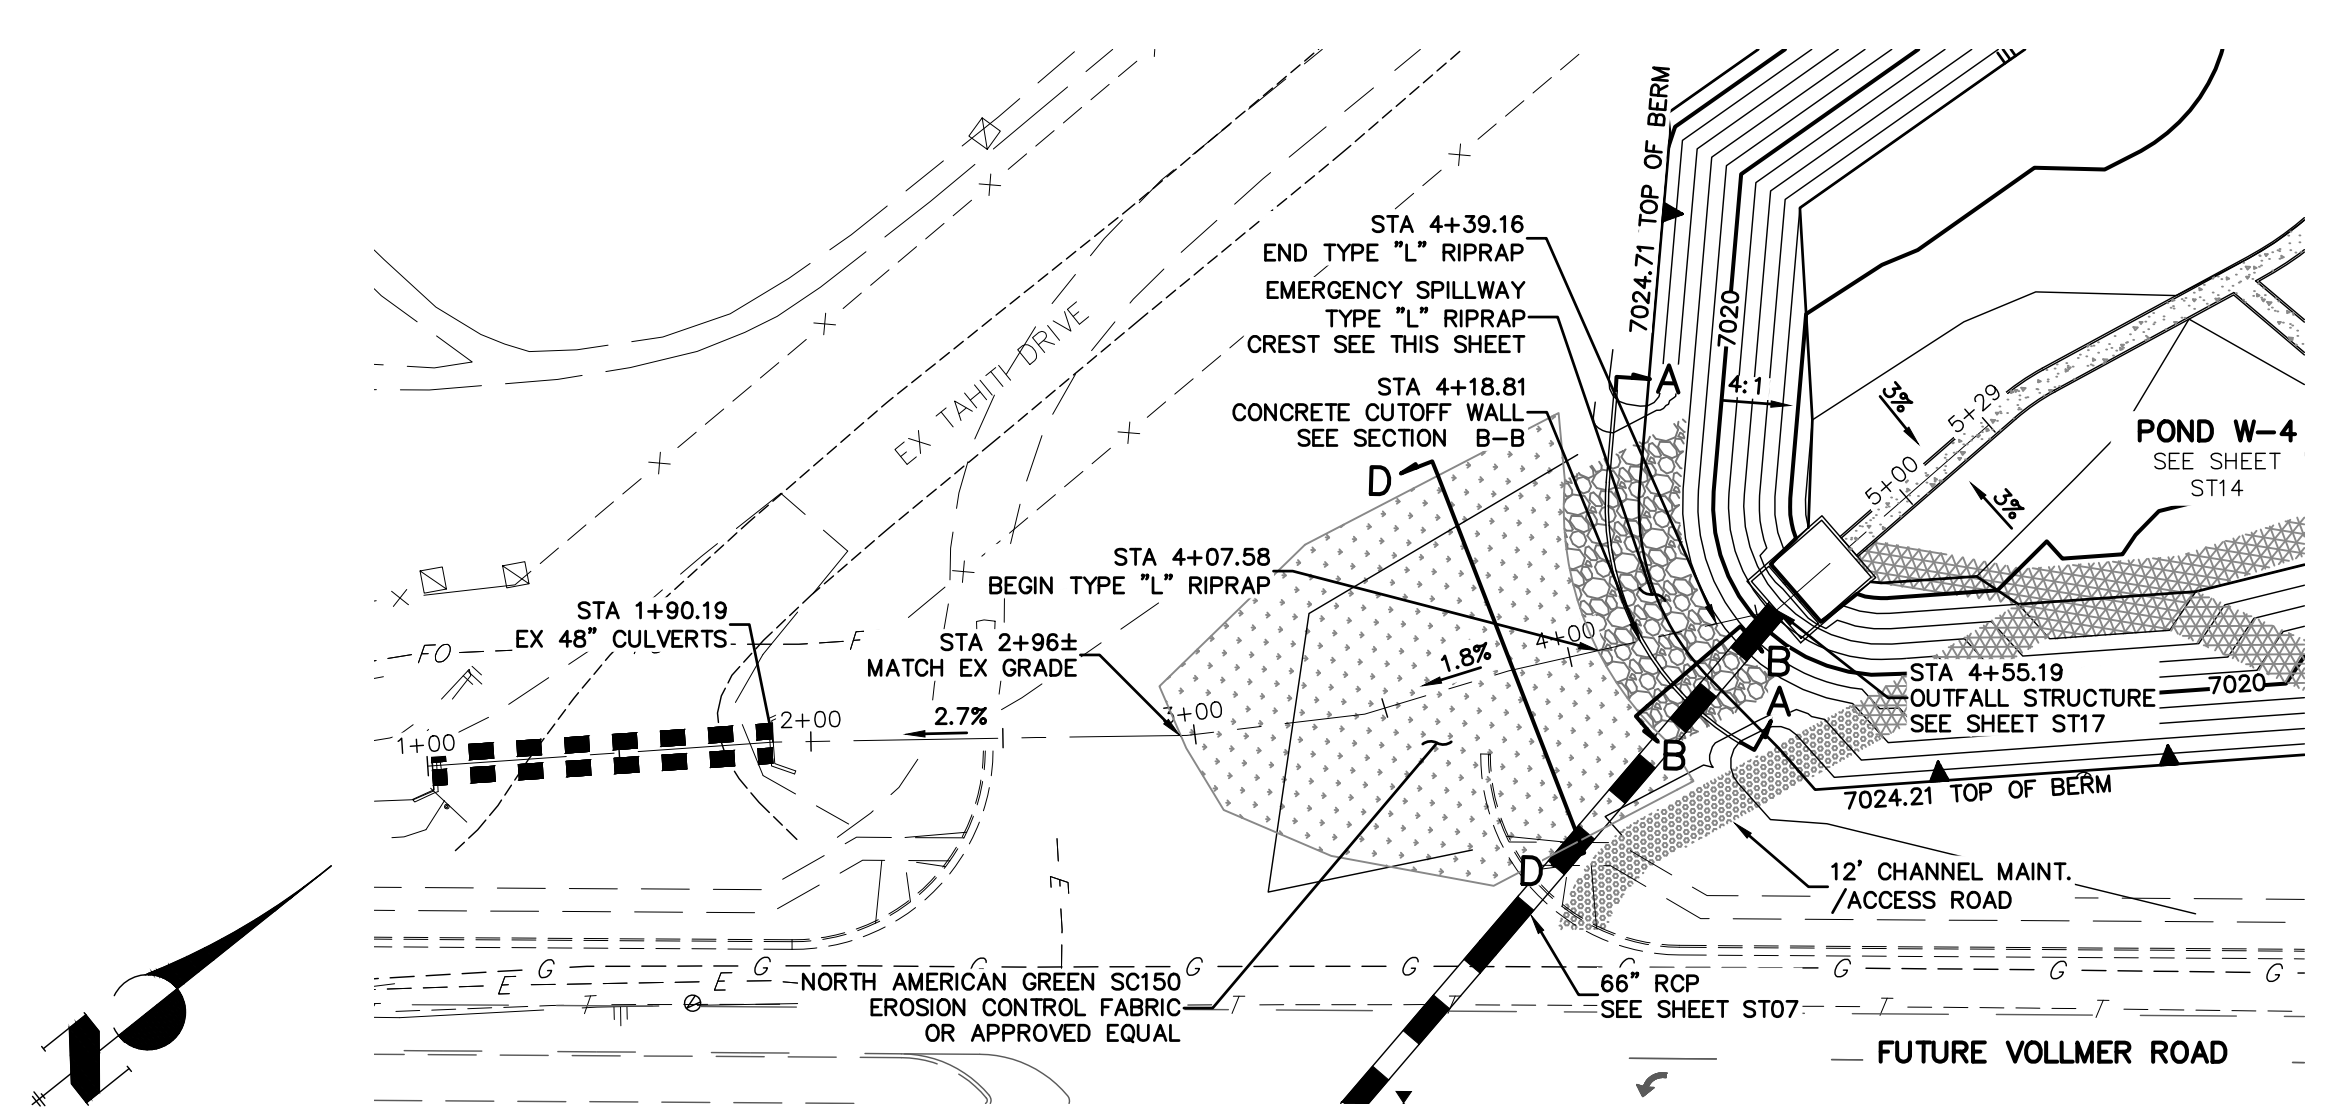 7024.71 TOP OF BERM
STA 4+39.16
END TYPE "L" RIPRAP
EMERGENCY SPILLWAY
TYPE "L" RIPRAP
CREST SEE THIS SHEET
STA 4+18.81
CONCRETE CUTOFF WALL
SEE SECTION B-B
7020
A
4:1
3%
5+29
5+00
3%
POND W-4
SEE SHEET
ST14
EX TAHITI DRIVE
D
STA 4+07.58
BEGIN TYPE "L" RIPRAP
STA 1+90.19
EX 48" CULVERTS
FO
F
STA 2+96±
MATCH EX GRADE
4+00
1.8%
B
STA 4+55.19
OUTFALL STRUCTURE
SEE SHEET ST17
7020
A
3+00
2.7%
2+00
1+00
B
7024.21 TOP OF BERM
D
12' CHANNEL MAINT.
/ACCESS ROAD
E
G
G
G
G
G
G
G
G
G
E
E
NORTH AMERICAN GREEN SC150
EROSION CONTROL FABRIC
OR APPROVED EQUAL
66" RCP
SEE SHEET ST07
T
T
T
T
T
FUTURE VOLLMER ROAD